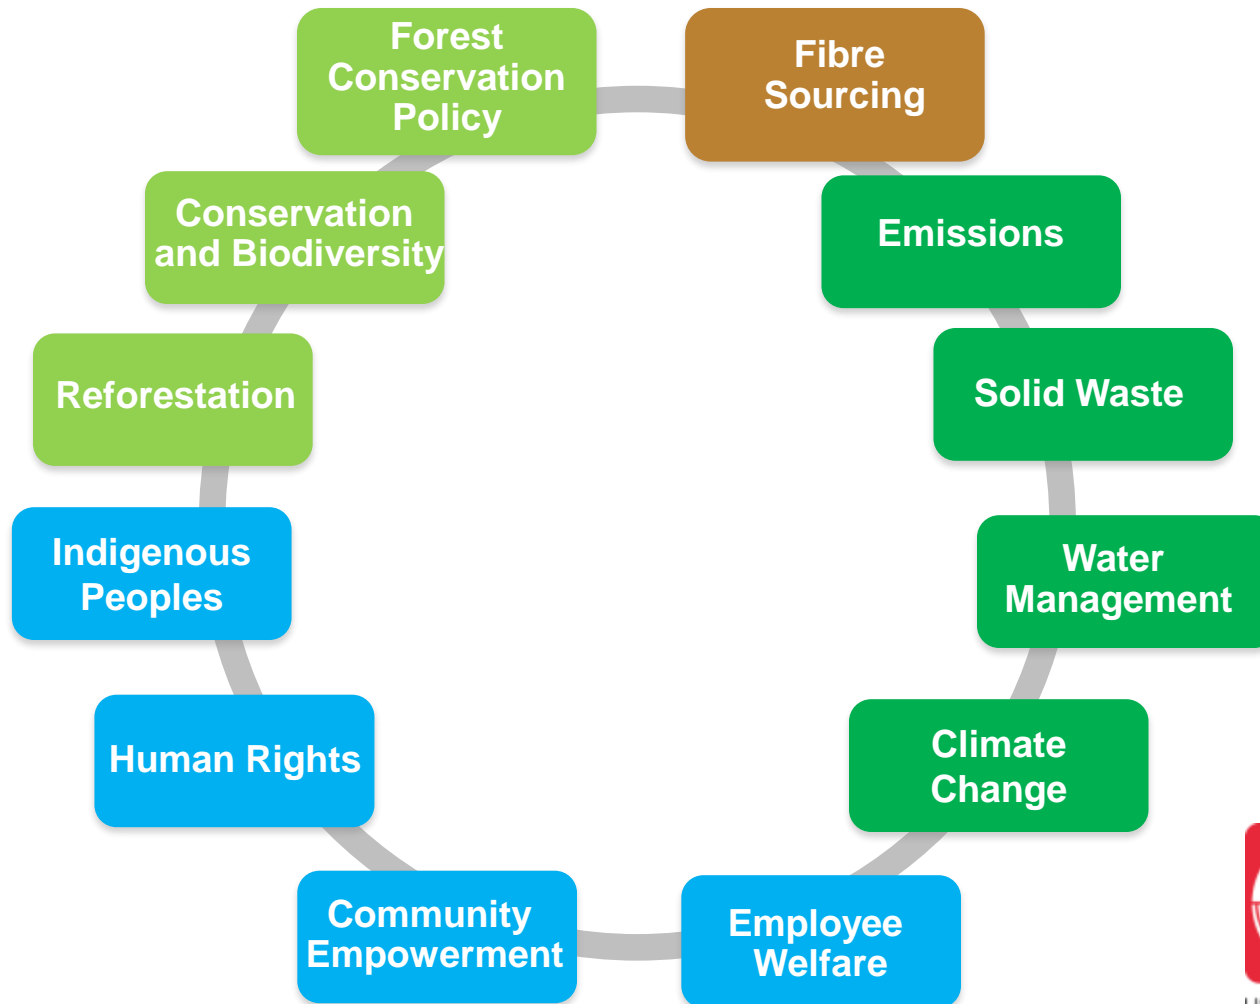 Forest
Conservation
Policy
Fibre
Sourcing
Conservation
and Biodiversity
Emissions
Reforestation
Solid Waste
Indigenous
Peoples
Water
Management
Human Rights
Climate
Change
Community
Empowerment
Employee
Welfare